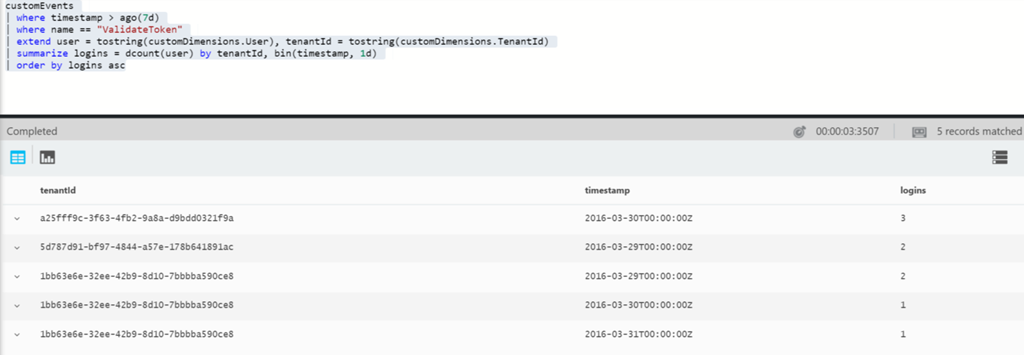 customEvents
| where timestamp > ago(7d)
| where name == "ValidateToken"
| extend user = tostring(customDimensions.User), tenantId = tostring(customDimensions.TenantId)
| summarize logins = dcount(user) by tenantId, bin(timestamp, 1d)
| order by logins asc
Completed 00:00:03:3507 5 records matched
tenantId timestamp logins
a25fff9c-3f63-4fb2-9a8a-d9bdd0321f9a 2016-03-30T00:00:00Z 3
5d787d91-bf97-4844-a57e-178b641891ac 2016-03-29T00:00:00Z 2
1bb63e6e-32ee-42b9-8d10-7bbbba590ce8 2016-03-29T00:00:00Z 2
1bb63e6e-32ee-42b9-8d10-7bbbba590ce8 2016-03-30T00:00:00Z 1
1bb63e6e-32ee-42b9-8d10-7bbbba590ce8 2016-03-31T00:00:00Z 1